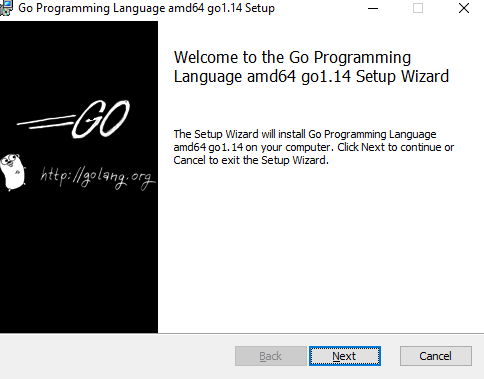 Go Programming Language amd64 go1.14 Setup
Welcome to the Go Programming
Language amd64 go1.14 Setup Wizard
GO
http://golang.org
The Setup Wizard will install Go Programming Language
amd64 go1.14 on your computer. Click Next to continue or
Cancel to exit the Setup Wizard.
Back
Next
Cancel